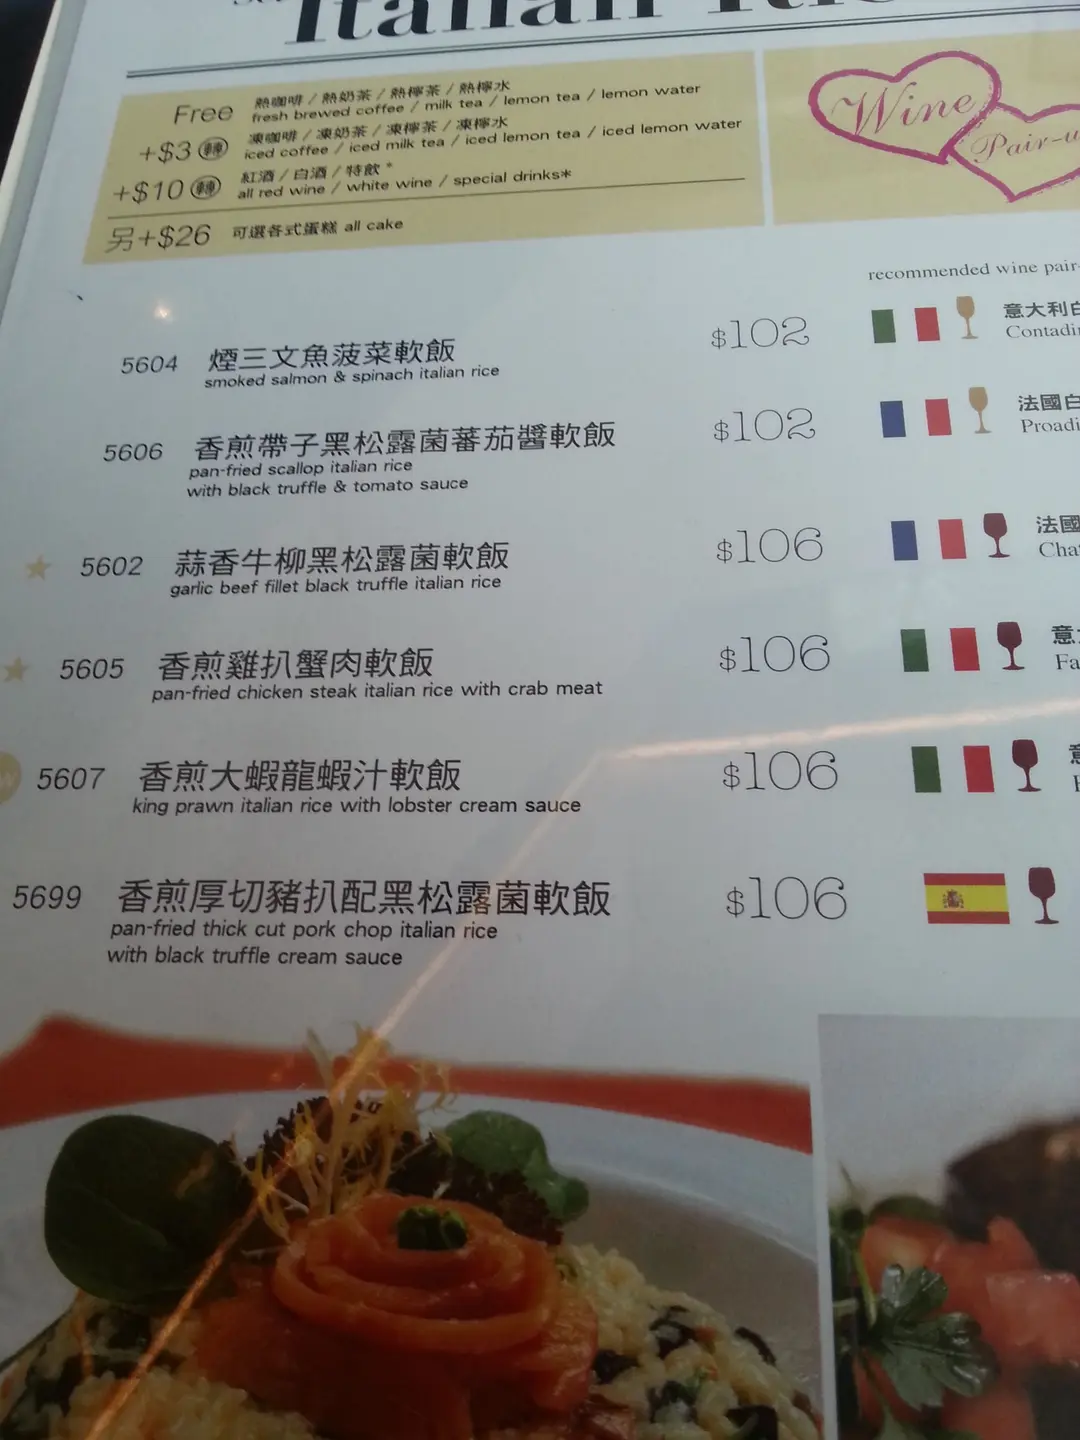 Italian
Free 熱咖啡 / 熱奶茶 / 熱檸茶 / 熱檸水
fresh brewed coffee / milk tea / lemon tea / lemon water
+$3 轉 凍咖啡 / 凍奶茶 / 凍檸茶 / 凍檸水
iced coffee / iced milk tea / iced lemon tea / iced lemon water
+$10 轉 紅酒 / 白酒 / 特飲 *
all red wine / white wine / special drinks*
另+$26 可選各式蛋糕 all cake
Wine
Pair-u
recommended wine pair-
5604 煙三文魚菠菜軟飯 $102 意大利白
smoked salmon & spinach italian rice Contadi
5606 香煎帶子黑松露菌蕃茄醬軟飯 $102 法國白
pan-fried scallop italian rice Proadi
with black truffle & tomato sauce
5602 蒜香牛柳黑松露菌軟飯 $106 法國
garlic beef fillet black truffle italian rice Cha
5605 香煎雞扒蟹肉軟飯 $106 意
pan-fried chicken steak italian rice with crab meat Fa
5607 香煎大蝦龍蝦汁軟飯 $106
king prawn italian rice with lobster cream sauce
5699 香煎厚切豬扒配黑松露菌軟飯 $106
pan-fried thick cut pork chop italian rice
with black truffle cream sauce